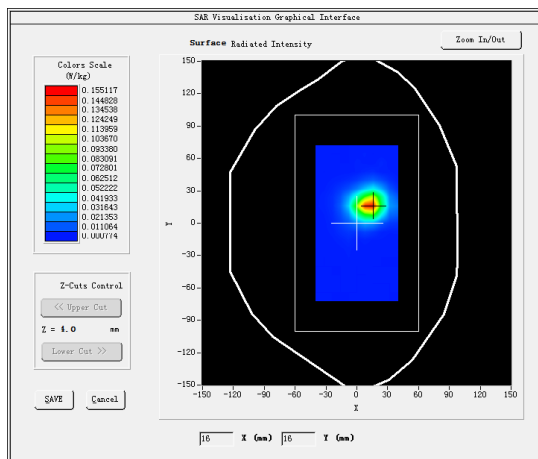 SAR Visualisation Graphical Interface
Surface Radiated Intensity
Zoom In/Out
Colors Scale
(W/kg)
0.155117
0.144828
0.134538
0.124249
0.113959
0.103670
0.093380
0.083091
0.072801
0.062512
0.052222
0.041933
0.031643
0.021353
0.011064
0.000774
150
120
90
60
30
0
-30
-60
-90
-120
-150
Y
-150 -120 -90 -60 -30 0 30 60 90 120 150
X
Z-Cuts Control
<< Upper Cut
Z = 4.0 mm
Lower Cut >>
SAVE Cancel
16 X (mm) 16 Y (mm)